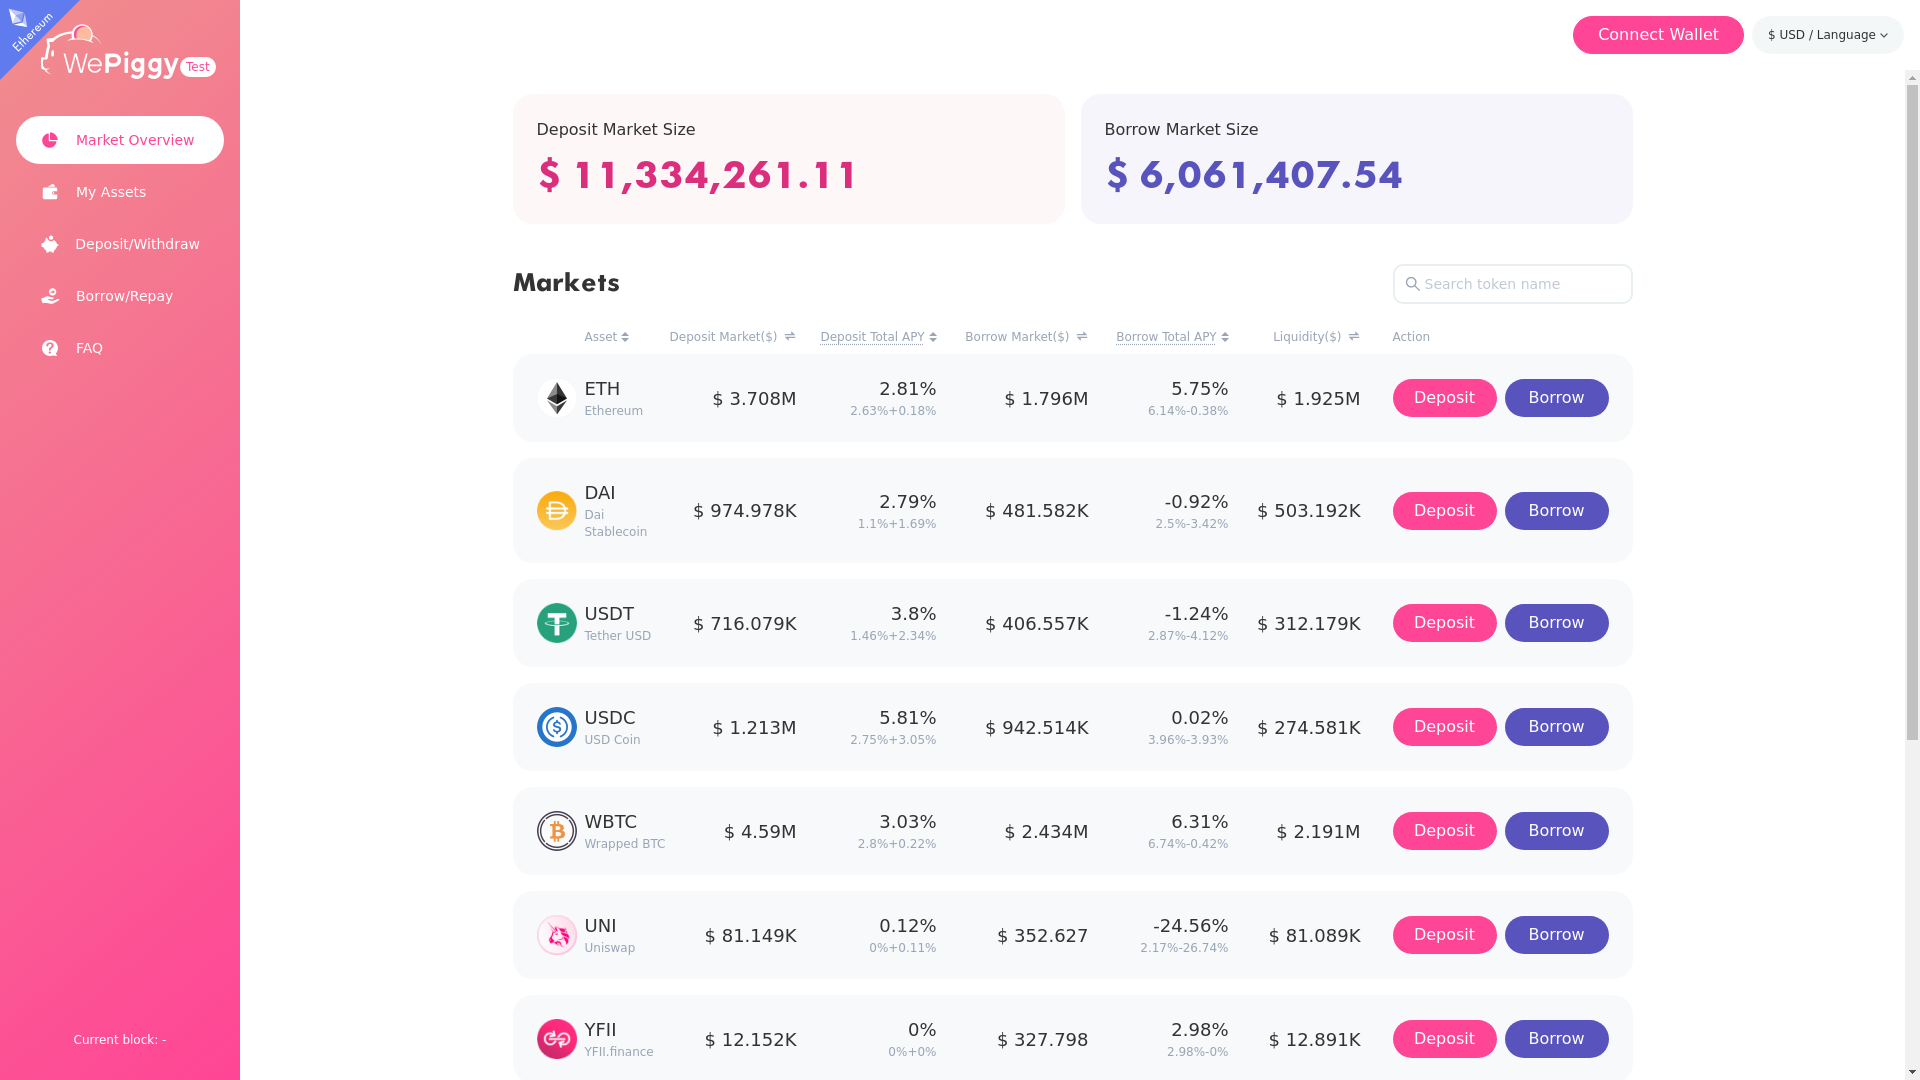 Ethereum
WePiggy Test
Market Overview
My Assets
Deposit/Withdraw
Borrow/Repay
FAQ
Current block: -
Connect Wallet
$ USD / Language
Deposit Market Size
$ 11,334,261.11
Borrow Market Size
$ 6,061,407.54
Markets
Search token name
Asset Deposit Market($) Deposit Total APY Borrow Market($) Borrow Total APY Liquidity($) Action
ETH
Ethereum
$ 3.708M
2.81%
2.63%+0.18%
$ 1.796M
5.75%
6.14%-0.38%
$ 1.925M
Deposit
Borrow
DAI
Dai
Stablecoin
$ 974.978K
2.79%
1.1%+1.69%
$ 481.582K
-0.92%
2.5%-3.42%
$ 503.192K
Deposit
Borrow
USDT
Tether USD
$ 716.079K
3.8%
1.46%+2.34%
$ 406.557K
-1.24%
2.87%-4.12%
$ 312.179K
Deposit
Borrow
USDC
USD Coin
$ 1.213M
5.81%
2.75%+3.05%
$ 942.514K
0.02%
3.96%-3.93%
$ 274.581K
Deposit
Borrow
WBTC
Wrapped BTC
$ 4.59M
3.03%
2.8%+0.22%
$ 2.434M
6.31%
6.74%-0.42%
$ 2.191M
Deposit
Borrow
UNI
Uniswap
$ 81.149K
0.12%
0%+0.11%
$ 352.627
-24.56%
2.17%-26.74%
$ 81.089K
Deposit
Borrow
YFII
YFII.finance
$ 12.152K
0%
0%+0%
$ 327.798
2.98%
2.98%-0%
$ 12.891K
Deposit
Borrow